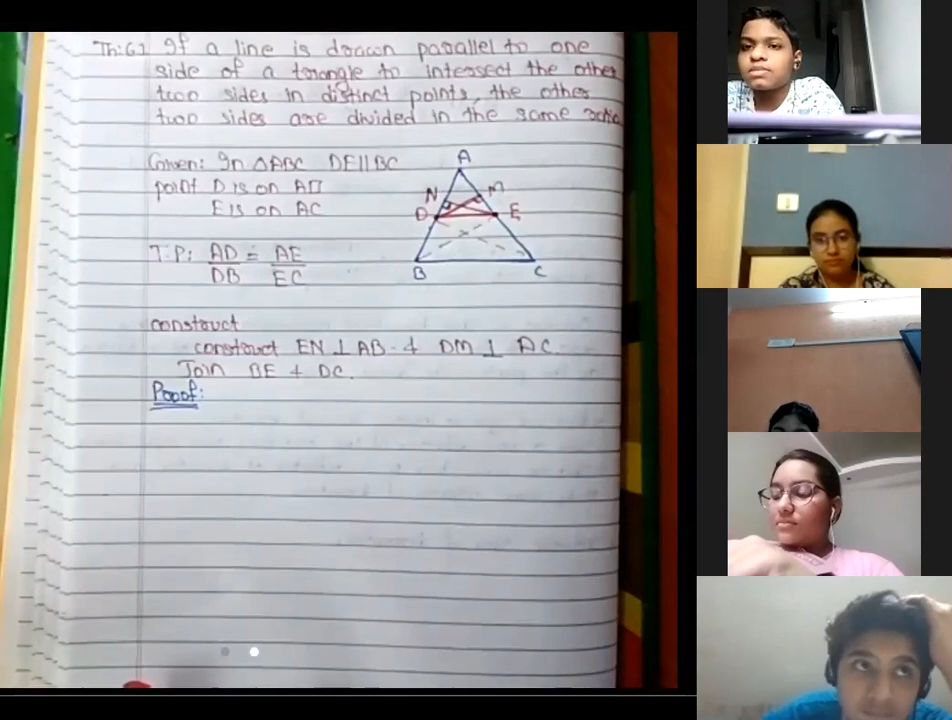 Th:6.1 If a line is drawn parallel to one
side of a triangle to intersect the other
two sides in distinct points, the other
two sides are divided in the same ratio
Given: In △ABC DE||BC
point D is on AB
E is on AC
T.P: AD = AE
DB EC
A
N M
D E
B C
construct
construct EN ⊥ AB & DM ⊥ AC.
Join BE & DC.
Proof: